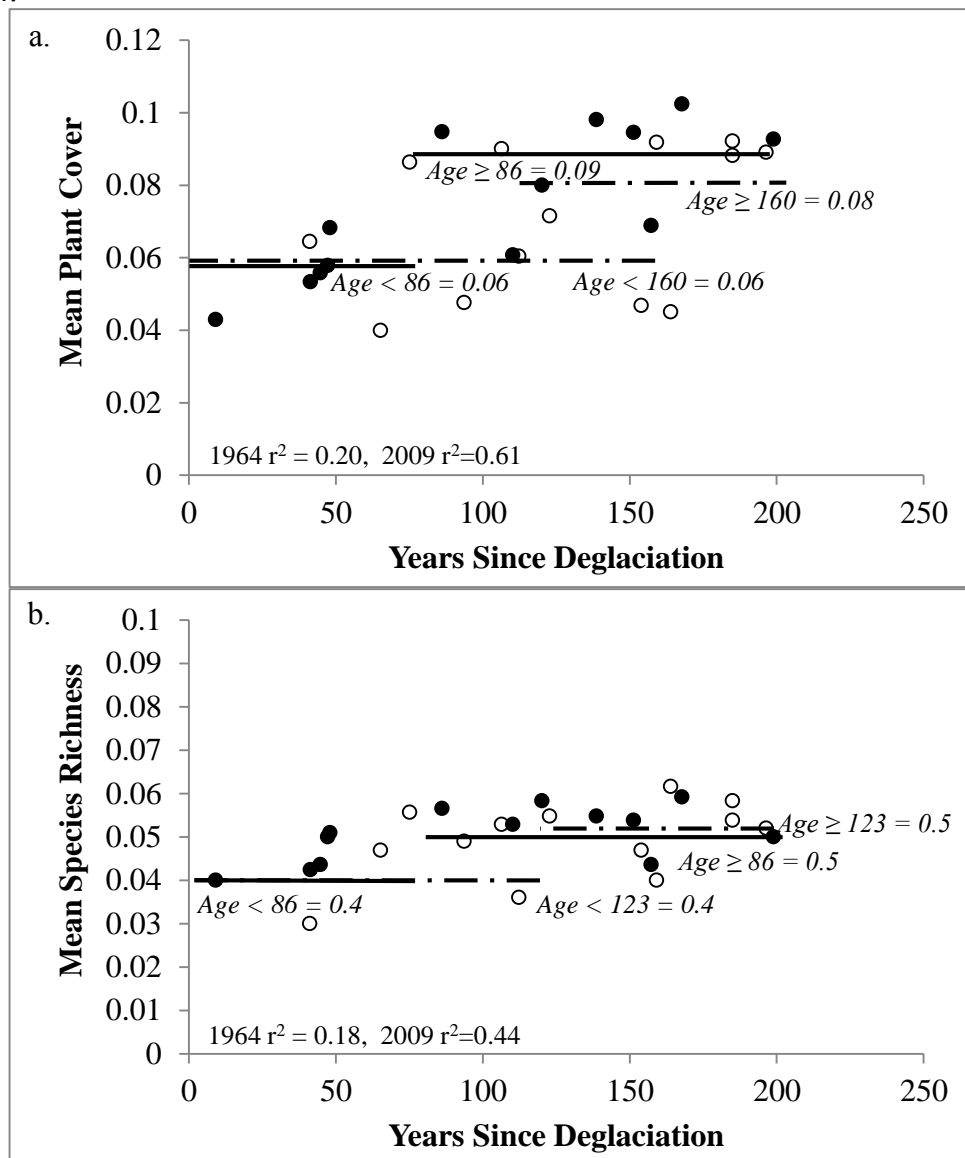 a.
0.12
0.1
0.08
0.06
0.04
0.02
0
Mean Plant Cover
Age ≥ 86 = 0.09
Age ≥ 160 = 0.08
Age < 86 = 0.06
Age < 160 = 0.06
1964 r² = 0.20, 2009 r²=0.61
0 50 100 150 200 250
Years Since Deglaciation
b.
0.1
0.09
0.08
0.07
0.06
0.05
0.04
0.03
0.02
0.01
0
Mean Species Richness
Age ≥ 123 = 0.5
Age ≥ 86 = 0.5
Age < 86 = 0.4
Age < 123 = 0.4
1964 r² = 0.18, 2009 r²=0.44
0 50 100 150 200 250
Years Since Deglaciation